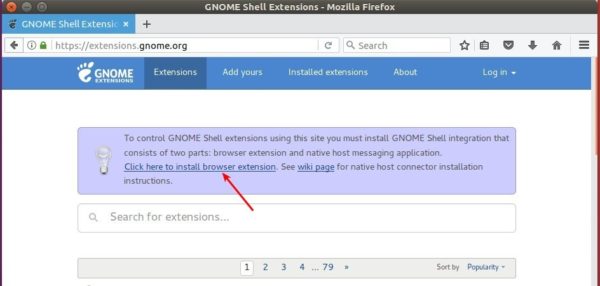 GNOME Shell Extensions - Mozilla Firefox
GNOME Shell Extensio
https://extensions.gnome.org
Search
GNOME EXTENSIONS
Extensions
Add yours
Installed extensions
About
Log in
To control GNOME Shell extensions using this site you must install GNOME Shell integration that
consists of two parts: browser extension and native host messaging application.
Click here to install browser extension. See wiki page for native host connector installation
instructions.
Search for extensions...
1 2 3 4 ... 79 »
Sort by Popularity